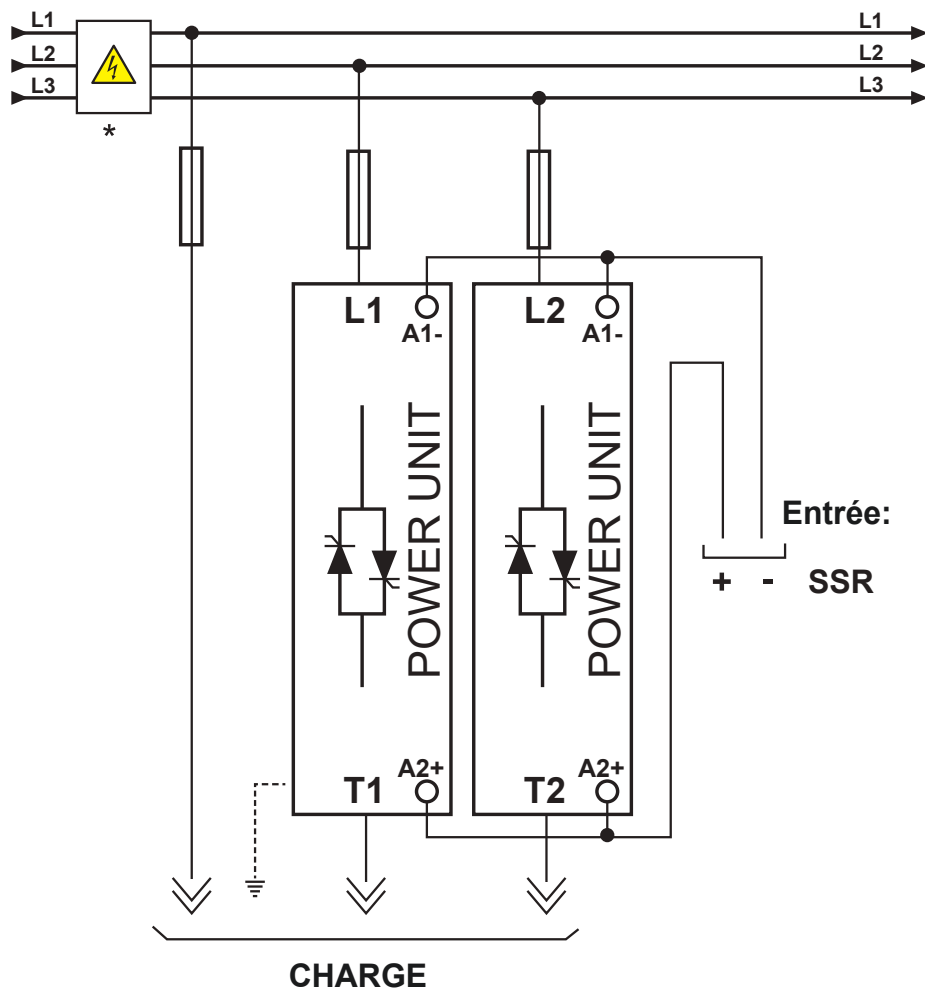 L1 L1
L2 L2
L3 L3
*
L1 A1-
L2 A1-
POWER UNIT
POWER UNIT
Entrée:
+ - SSR
T1 A2+
T2 A2+
CHARGE